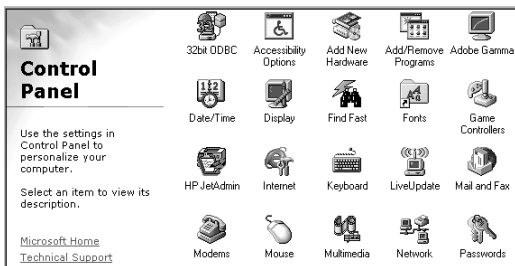 Control
Panel
Use the settings in
Control Panel to
personalize your
computer.
Select an item to view its
description.
Microsoft Home
Technical Support
32bit ODBC
Accessibility
Options
Add New
Hardware
Add/Remove
Programs
Adobe Gamma
Date/Time
Display
Find Fast
Fonts
Game
Controllers
HP JetAdmin
Internet
Keyboard
LiveUpdate
Mail and Fax
Modems
Mouse
Multimedia
Network
Passwords